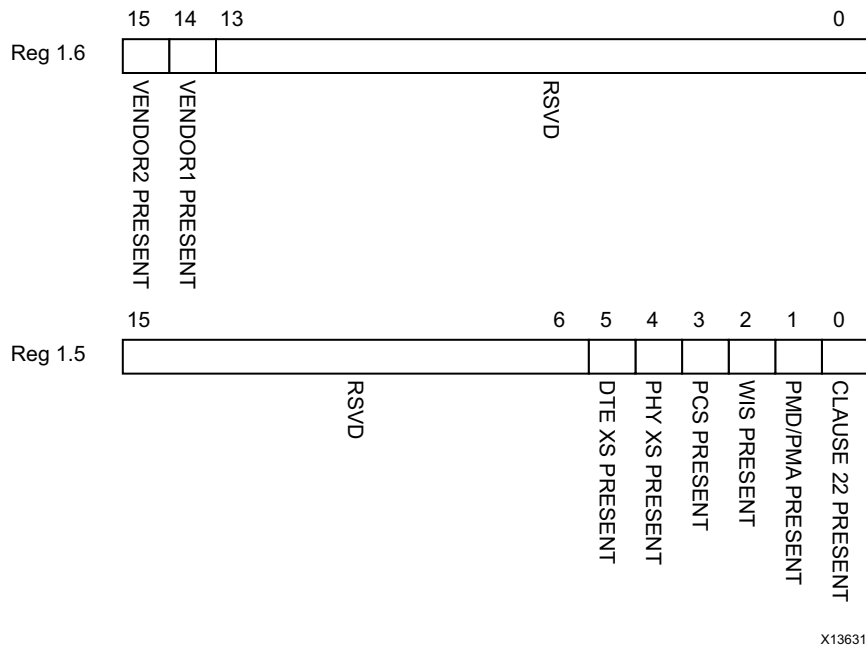 15 14 13 0
Reg 1.6
VENDOR2 PRESENT
VENDOR1 PRESENT
RSVD
15 6 5 4 3 2 1 0
Reg 1.5
RSVD
DTE XS PRESENT
PHY XS PRESENT
PCS PRESENT
WIS PRESENT
PMD/PMA PRESENT
CLAUSE 22 PRESENT
X13631